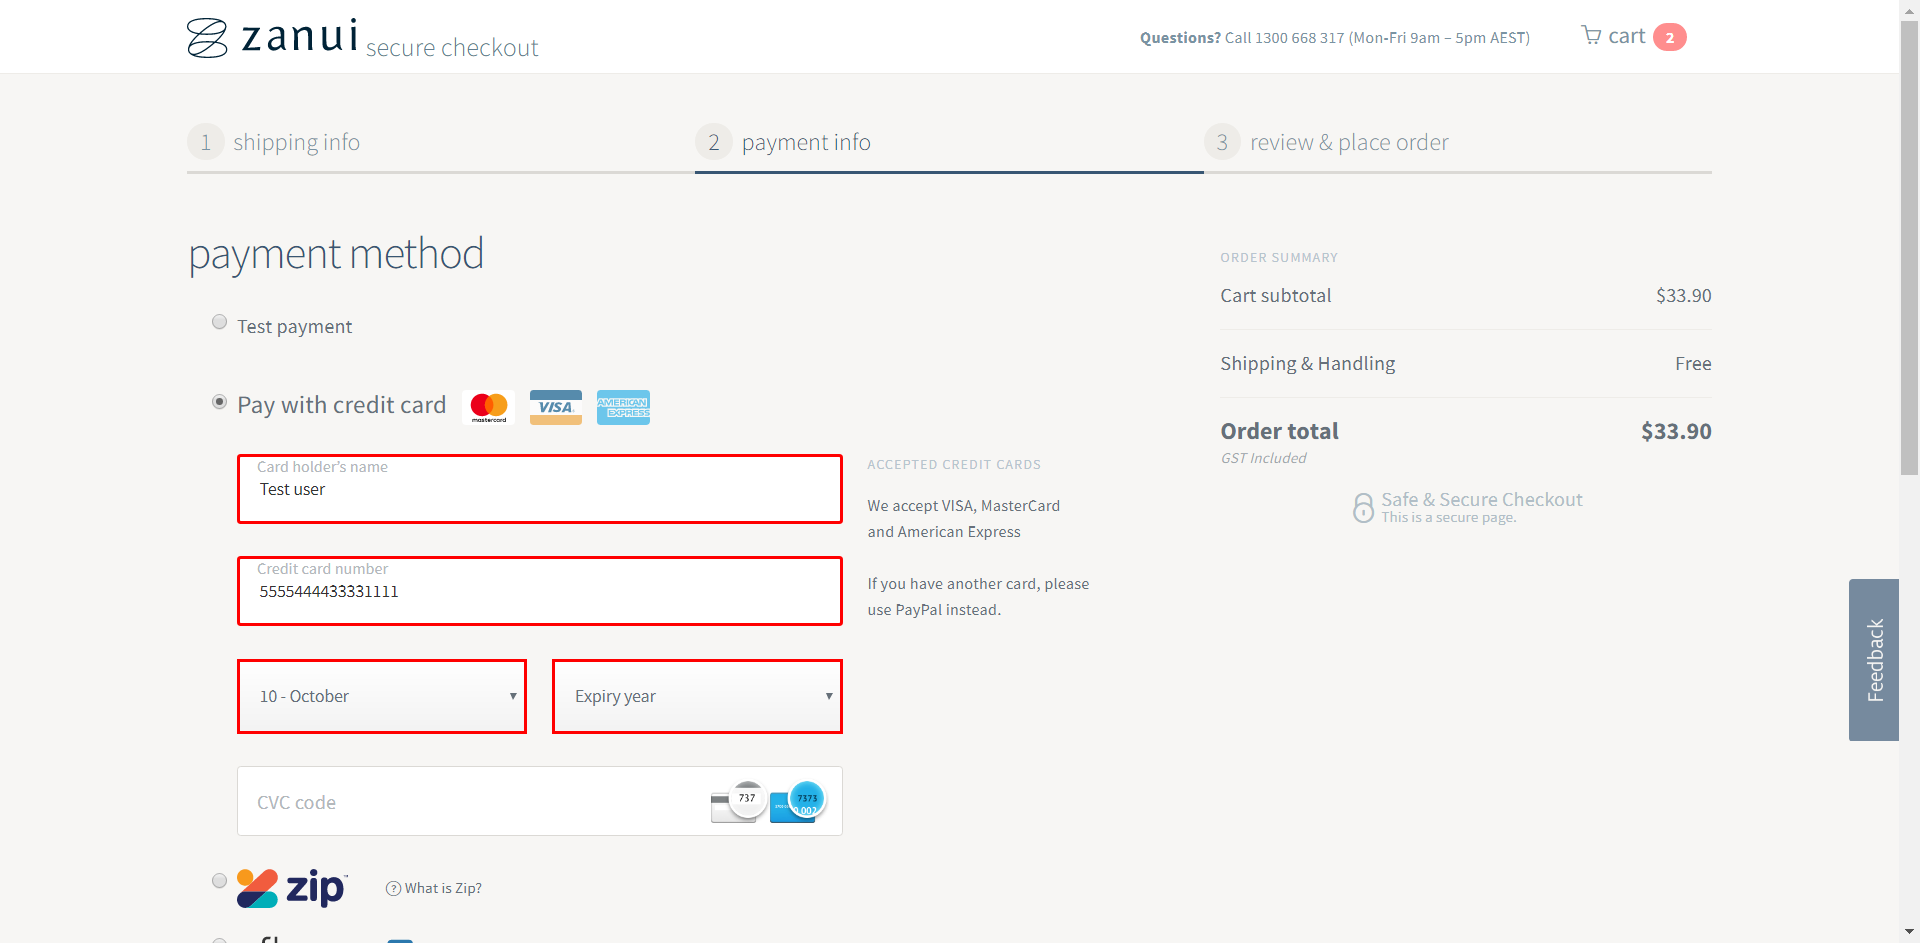 zanui secure checkout
Questions? Call 1300 668 317 (Mon-Fri 9am – 5pm AEST)
cart 2
1 shipping info
2 payment info
3 review & place order
payment method
Test payment
Pay with credit card
mastercard
VISA
AMERICAN EXPRESS
Card holder's name
Test user
Credit card number
5555444433331111
10 - October
Expiry year
CVC code
737
7373
ACCEPTED CREDIT CARDS
We accept VISA, MasterCard
and American Express
If you have another card, please
use PayPal instead.
zip
? What is Zip?
ORDER SUMMARY
Cart subtotal $33.90
Shipping & Handling Free
Order total $33.90
GST Included
Safe & Secure Checkout
This is a secure page.
Feedback